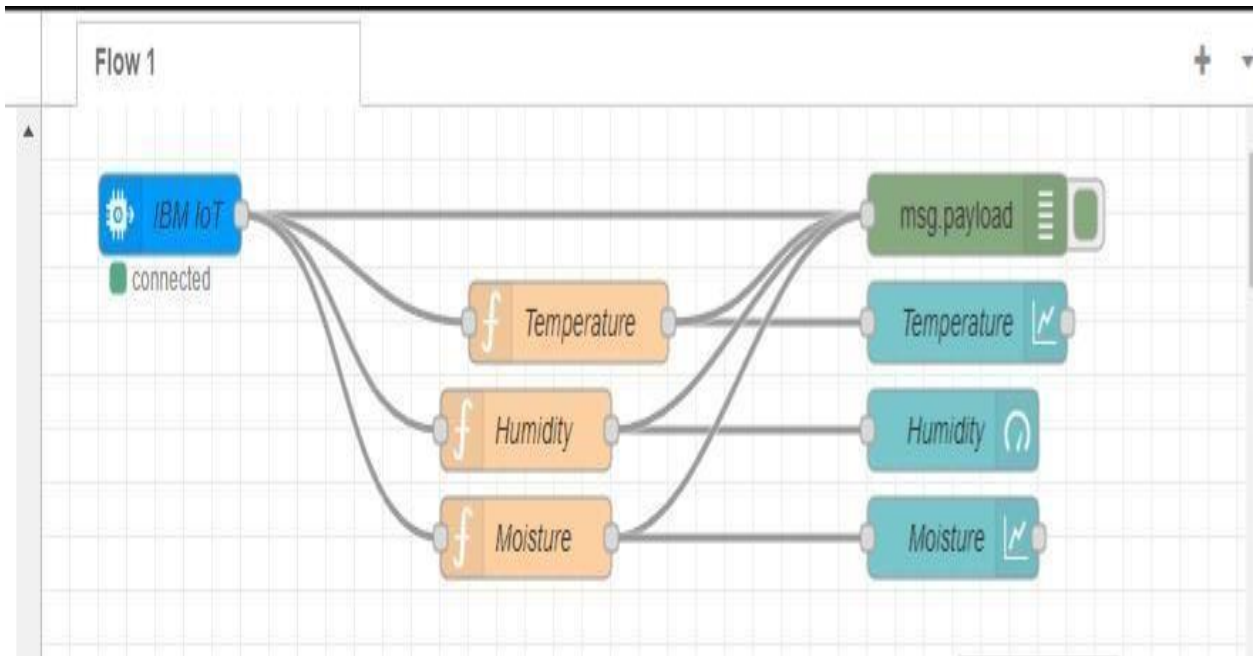 Flow 1
IBM IoT
msg.payload
connected
Temperature
Temperature
Humidity
Humidity
Moisture
Moisture